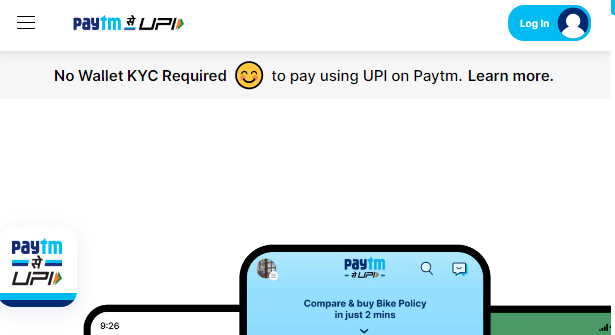 paytm से UPI
Log In
No Wallet KYC Required 😊 to pay using UPI on Paytm. Learn more.
paytm
से
UPI
paytm
से UPI
Compare & buy Bike Policy
in just 2 mins
9:26